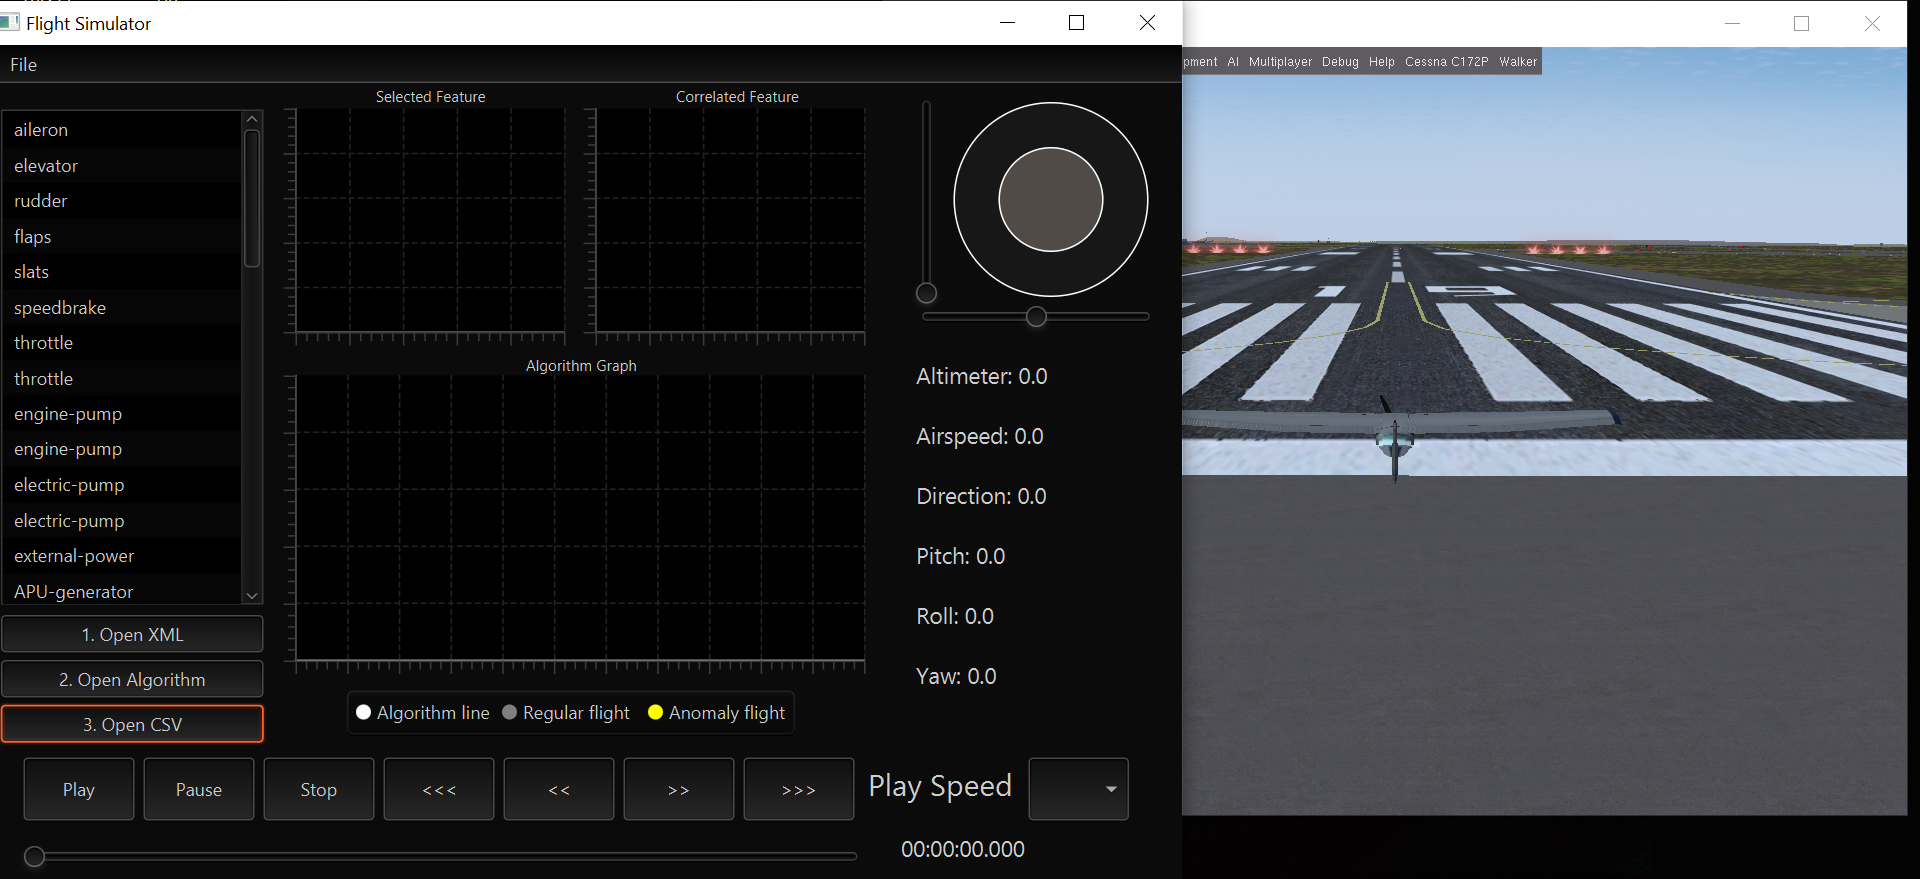 Flight Simulator
File
aileron
elevator
rudder
flaps
slats
speedbrake
throttle
throttle
engine-pump
engine-pump
electric-pump
electric-pump
external-power
APU-generator
1. Open XML
2. Open Algorithm
3. Open CSV
Selected Feature
Correlated Feature
Algorithm Graph
Algorithm line
Regular flight
Anomaly flight
Altimeter: 0.0
Airspeed: 0.0
Direction: 0.0
Pitch: 0.0
Roll: 0.0
Yaw: 0.0
Play
Pause
Stop
<<<
<<
>>
>>>
Play Speed
00:00:00.000
pment AI Multiplayer Debug Help Cessna C172P Walker